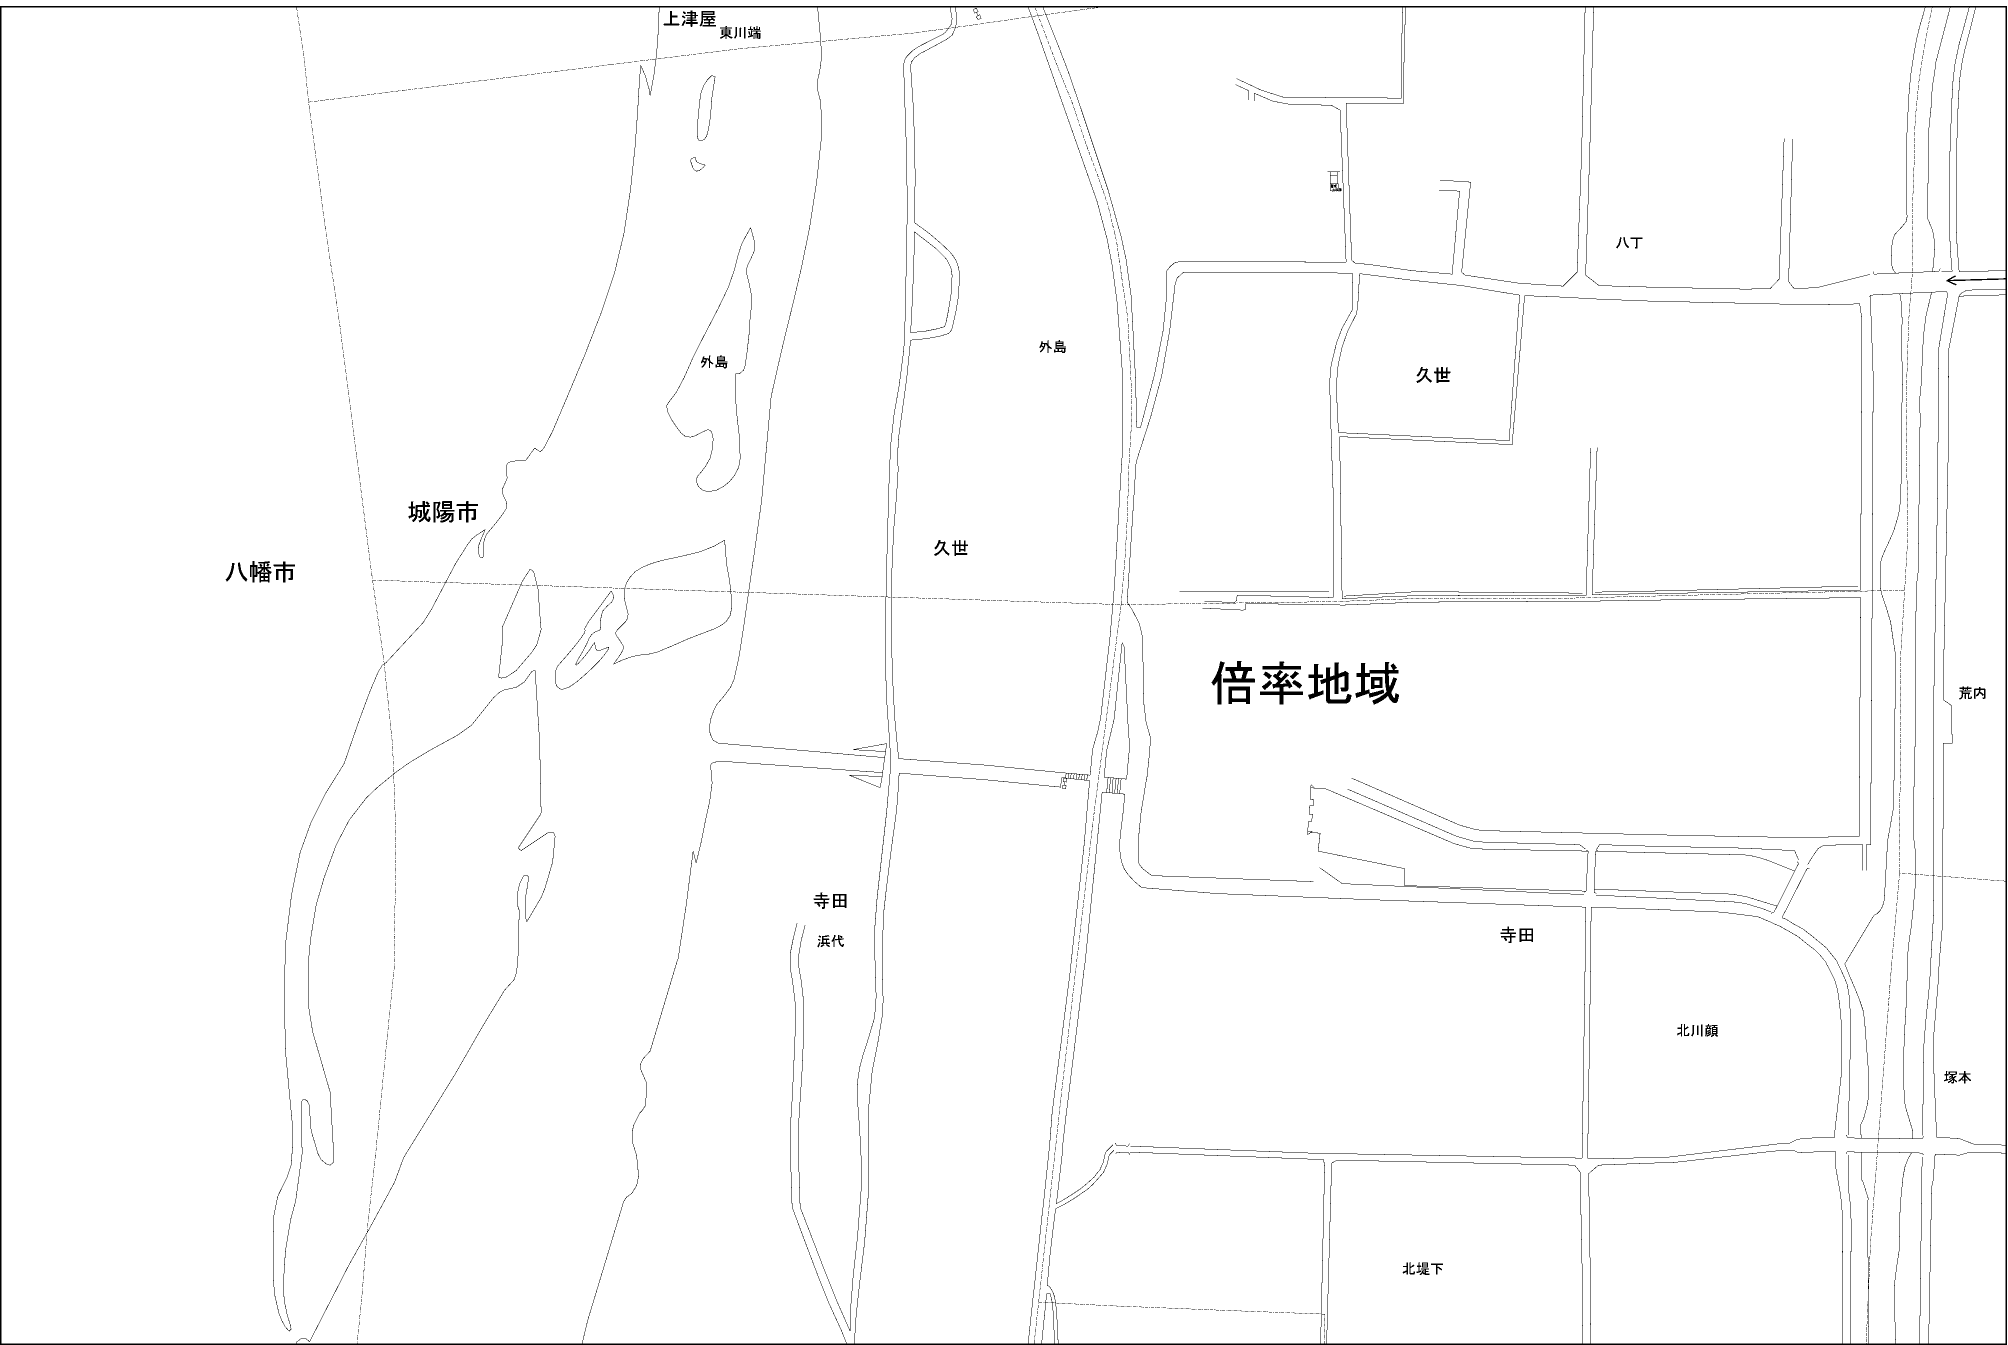 上津屋
東川端
八丁
外島
外島
久世
城陽市
久世
八幡市
倍率地域
荒内
寺田
浜代
寺田
北川顔
塚本
北堤下